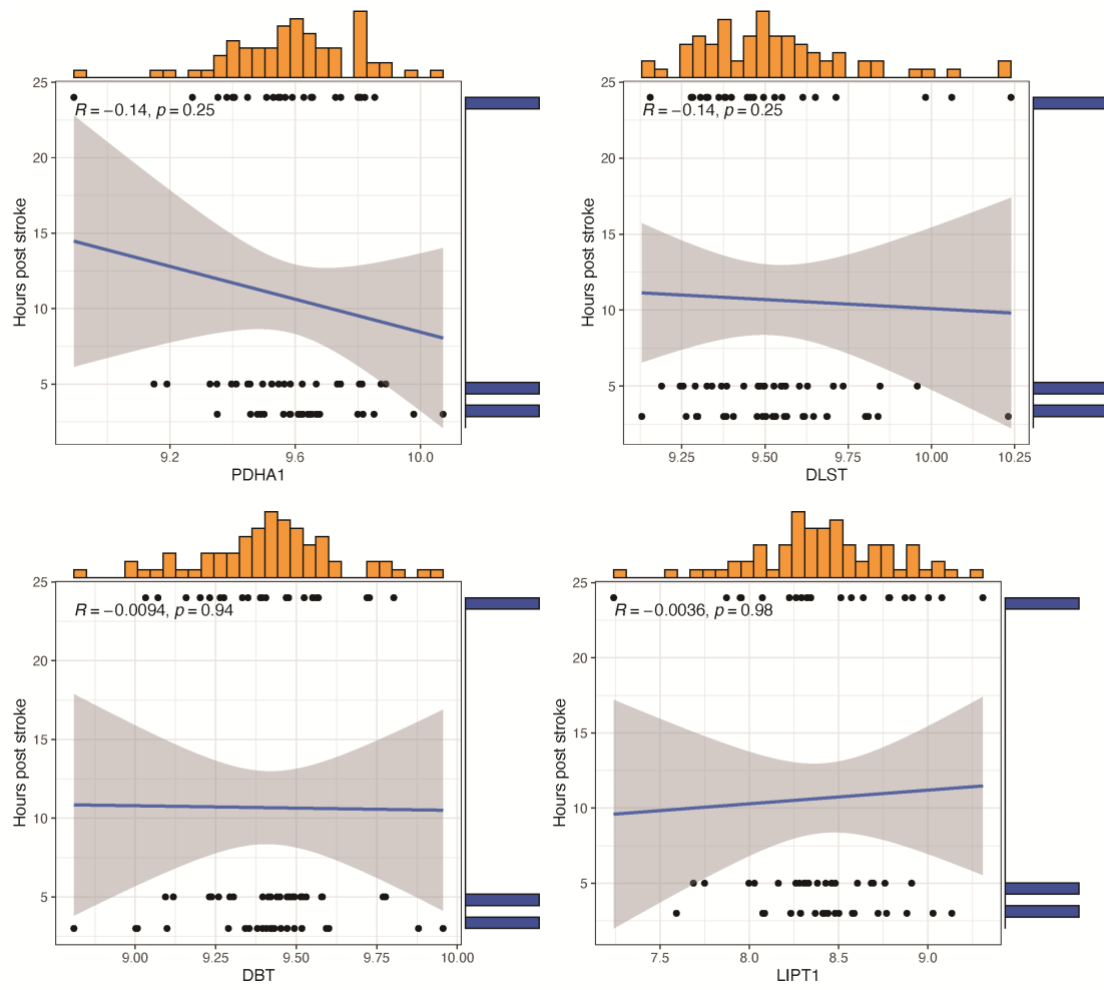 25
R = −0.14, p = 0.25
20
15
10
5
Hours post stroke
9.2 9.6 10.0
PDHA1
25
R = −0.14, p = 0.25
20
15
10
5
Hours post stroke
9.25 9.50 9.75 10.00 10.25
DLST
25
R = −0.0094, p = 0.94
20
15
10
5
Hours post stroke
9.00 9.25 9.50 9.75 10.00
DBT
25
R = −0.0036, p = 0.98
20
15
10
5
Hours post stroke
7.5 8.0 8.5 9.0
LIPT1